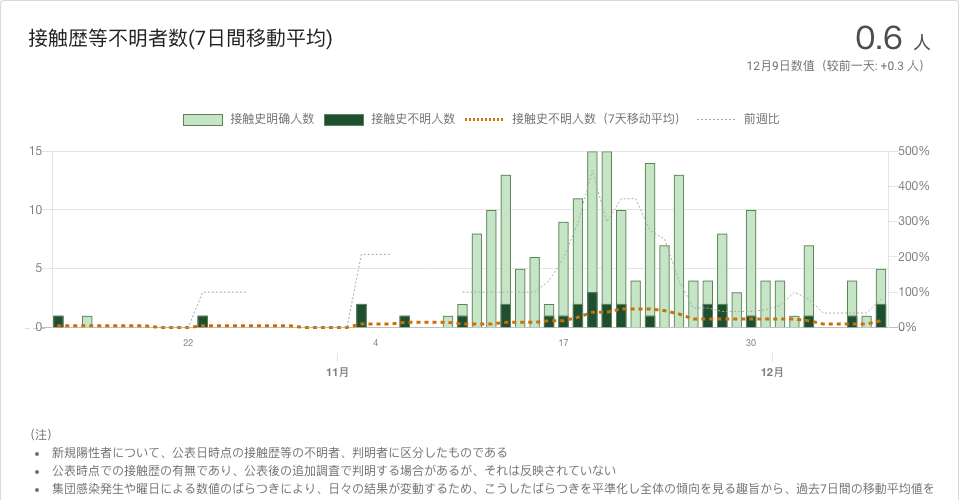 接触歴等不明者数(7日間移動平均)
0.6 人
12月9日数值（较前一天: +0.3 人）
接触史明确人数 接触史不明人数 接触史不明人数（7天移动平均） 前週比
15 500%
400%
10 300%
5 200%
100%
0 0%
22 4 17 30
11月 12月
（注）
• 新規陽性者について、公表日時点の接触歴等の不明者、判明者に区分したものである
• 公表時点での接触歴の有無であり、公表後の追加調査で判明する場合があるが、それは反映されていない
• 集団感染発生や曜日による数値のばらつきにより、日々の結果が変動するため、こうしたばらつきを平準化し全体の傾向を見る趣旨から、過去7日間の移動平均値を